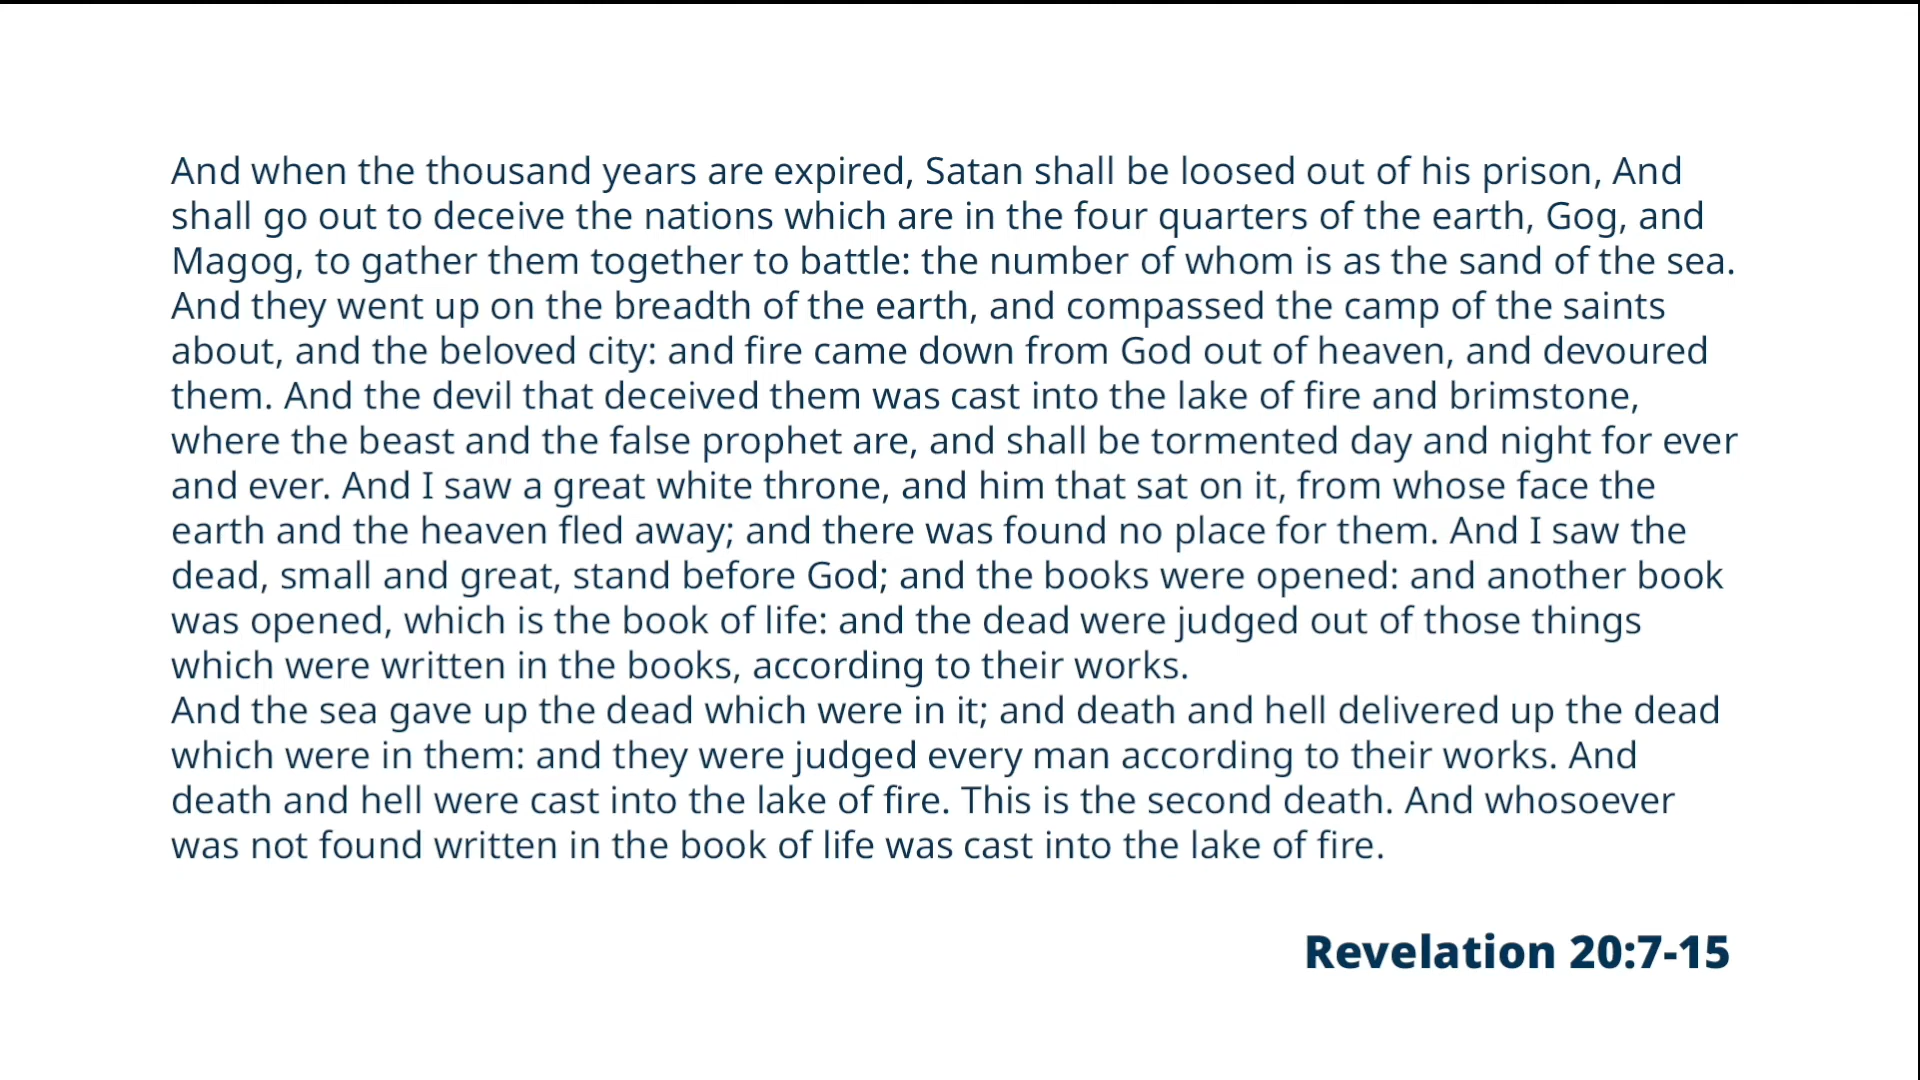 And when the thousand years are expired, Satan shall be loosed out of his prison, And
shall go out to deceive the nations which are in the four quarters of the earth, Gog, and
Magog, to gather them together to battle: the number of whom is as the sand of the sea.
And they went up on the breadth of the earth, and compassed the camp of the saints
about, and the beloved city: and fire came down from God out of heaven, and devoured
them. And the devil that deceived them was cast into the lake of fire and brimstone,
where the beast and the false prophet are, and shall be tormented day and night for ever
and ever. And I saw a great white throne, and him that sat on it, from whose face the
earth and the heaven fled away; and there was found no place for them. And I saw the
dead, small and great, stand before God; and the books were opened: and another book
was opened, which is the book of life: and the dead were judged out of those things
which were written in the books, according to their works.
And the sea gave up the dead which were in it; and death and hell delivered up the dead
which were in them: and they were judged every man according to their works. And
death and hell were cast into the lake of fire. This is the second death. And whosoever
was not found written in the book of life was cast into the lake of fire.
Revelation 20:7-15